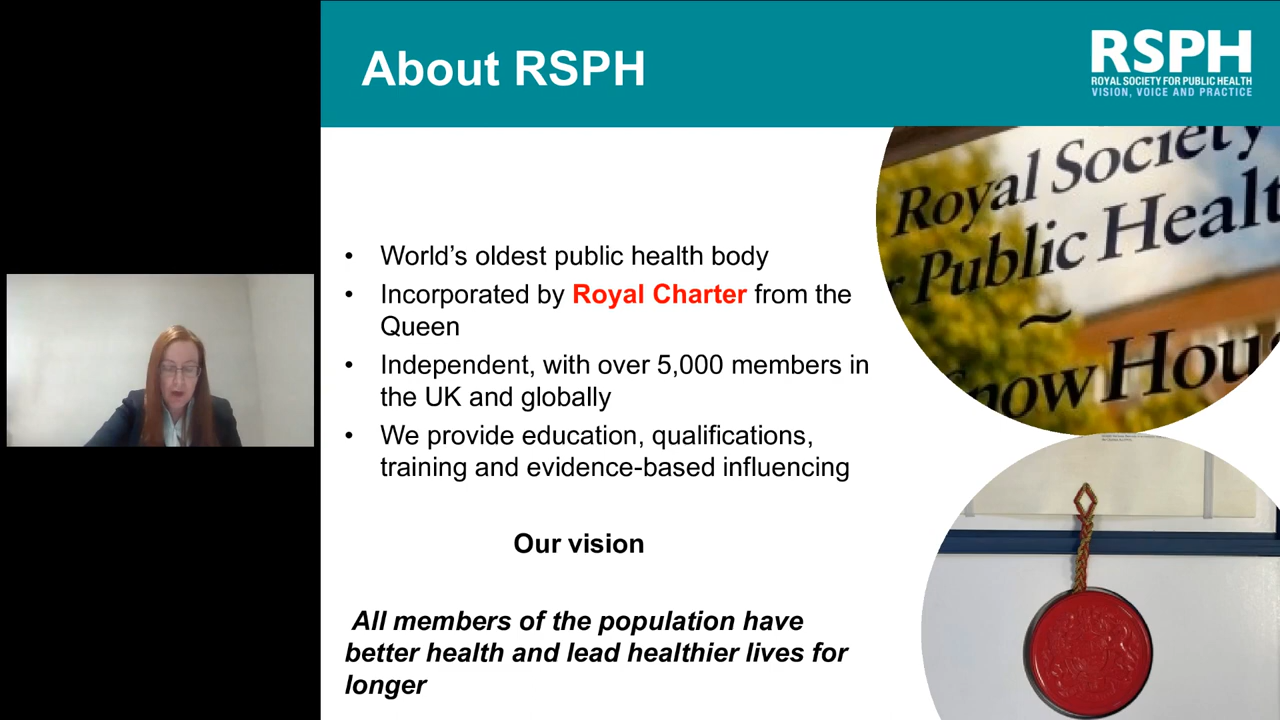 About RSPH
RSPH
ROYAL SOCIETY FOR PUBLIC HEALTH
VISION, VOICE AND PRACTICE
Royal Society
Public Healt
~
Snow Hou
• World’s oldest public health body
• Incorporated by Royal Charter from the
Queen
• Independent, with over 5,000 members in
the UK and globally
• We provide education, qualifications,
training and evidence-based influencing
Our vision
All members of the population have
better health and lead healthier lives for
longer